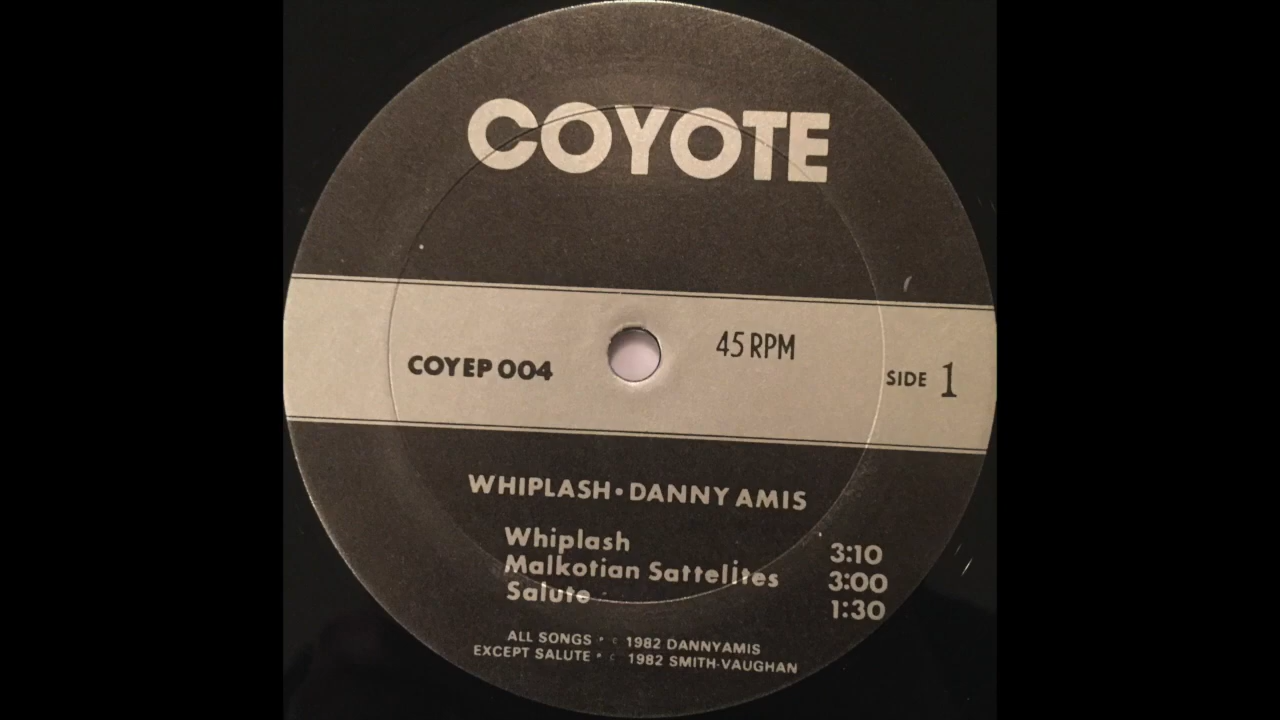 COYOTE
45 RPM
COYEP 004
SIDE 1
WHIPLASH • DANNY AMIS
Whiplash 3:10
Malkotian Sattelites 3:00
Salute 1:30
ALL SONGS • © 1982 DANNYAMIS
EXCEPT SALUTE • © 1982 SMITH-VAUGHAN